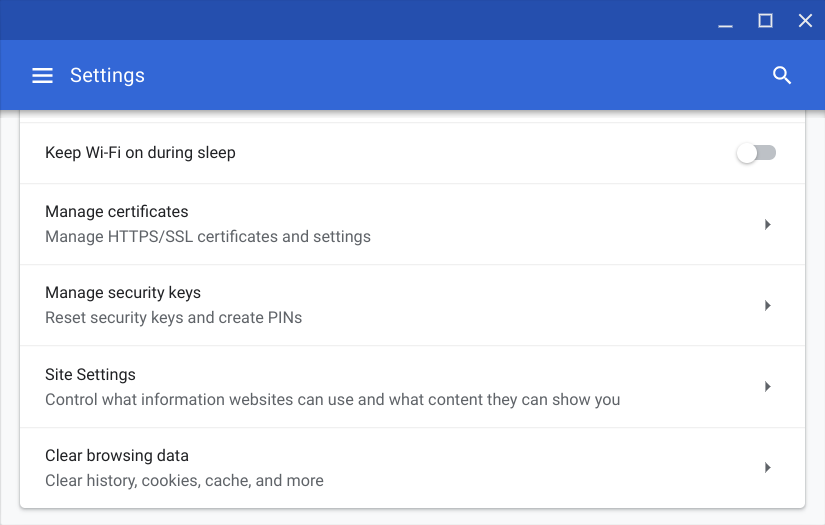 Settings
Keep Wi-Fi on during sleep
Manage certificates
Manage HTTPS/SSL certificates and settings
Manage security keys
Reset security keys and create PINs
Site Settings
Control what information websites can use and what content they can show you
Clear browsing data
Clear history, cookies, cache, and more